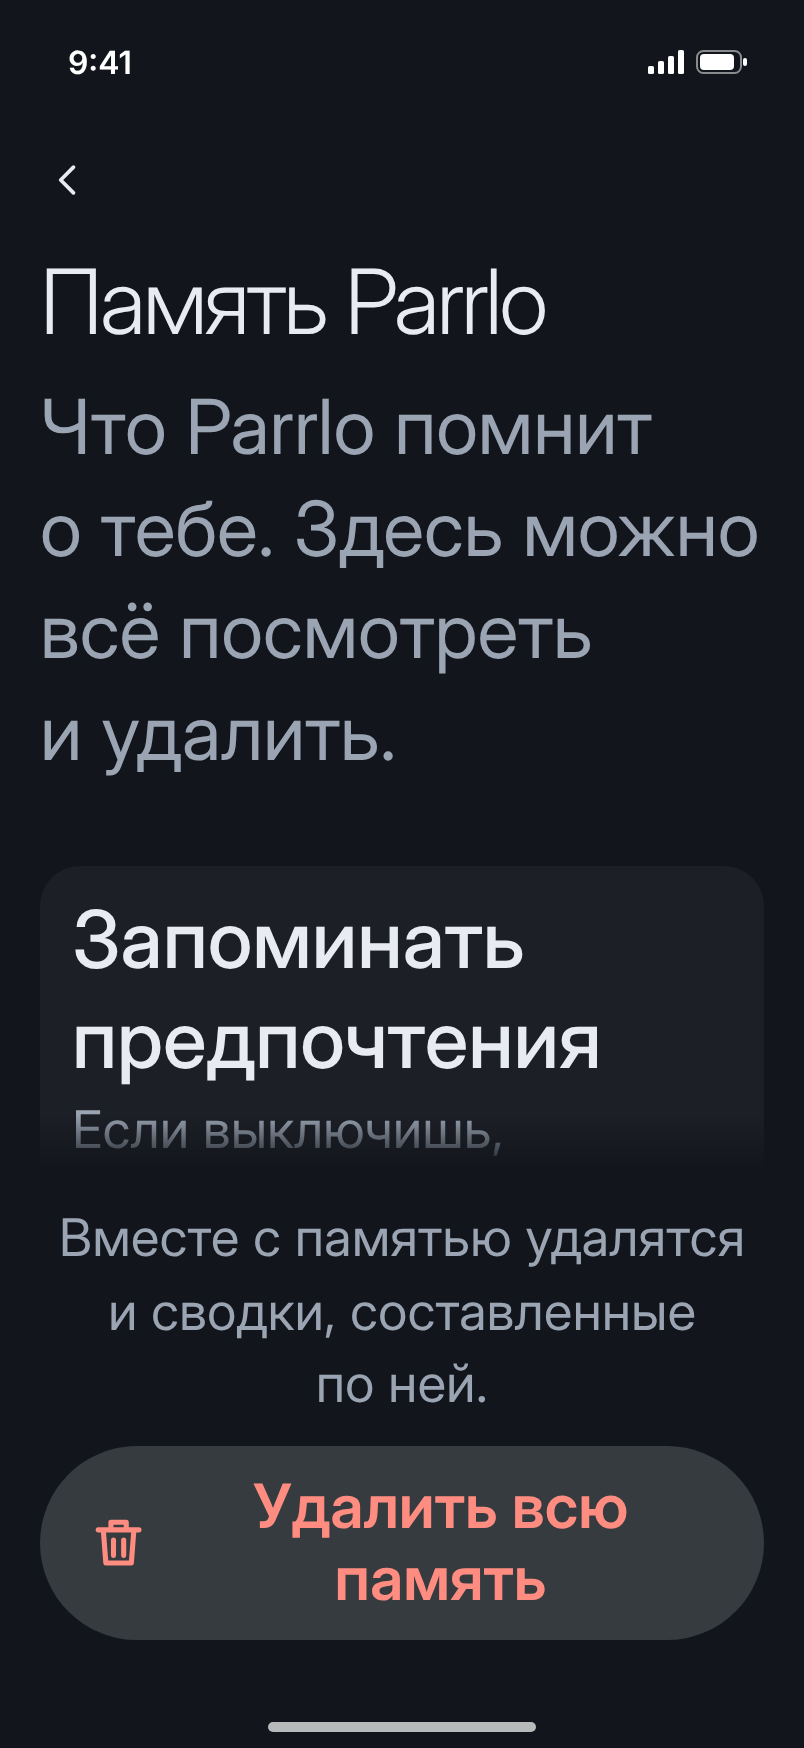 9:41
Память Parrlo
Что Parrlo помнит
о тебе. Здесь можно
всё посмотреть
и удалить.
Запоминать
предпочтения
Если выключишь,
Вместе с памятью удалятся
и сводки, составленные
по ней.
Удалить всю
память